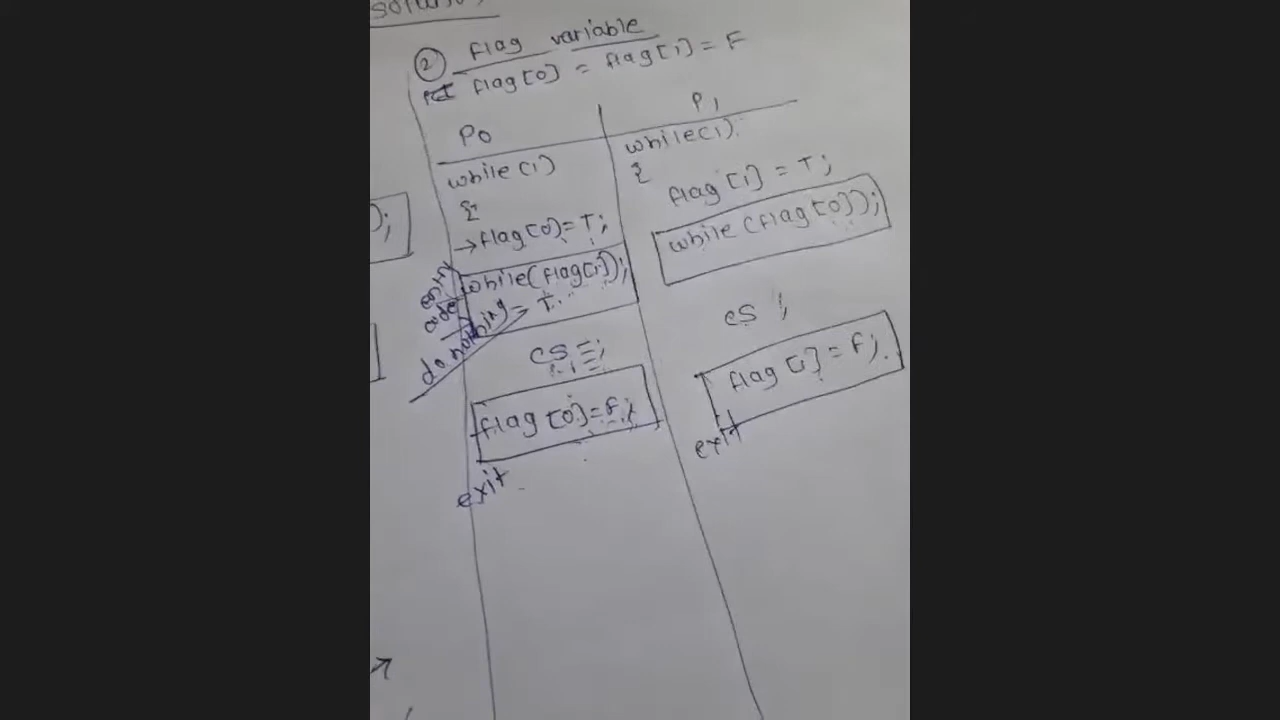 ② flag variable
flag[0] = flag[1] = F
P0
while(1)
{
→flag[0]=T;
while(flag[1]);
= T.
entry
code
do nothing
CS
flag[0]=F;
exit
P1
while(1)
{
flag[1] = T;
while(flag[0]);
CS ;
flag[1] = F;
exit
);